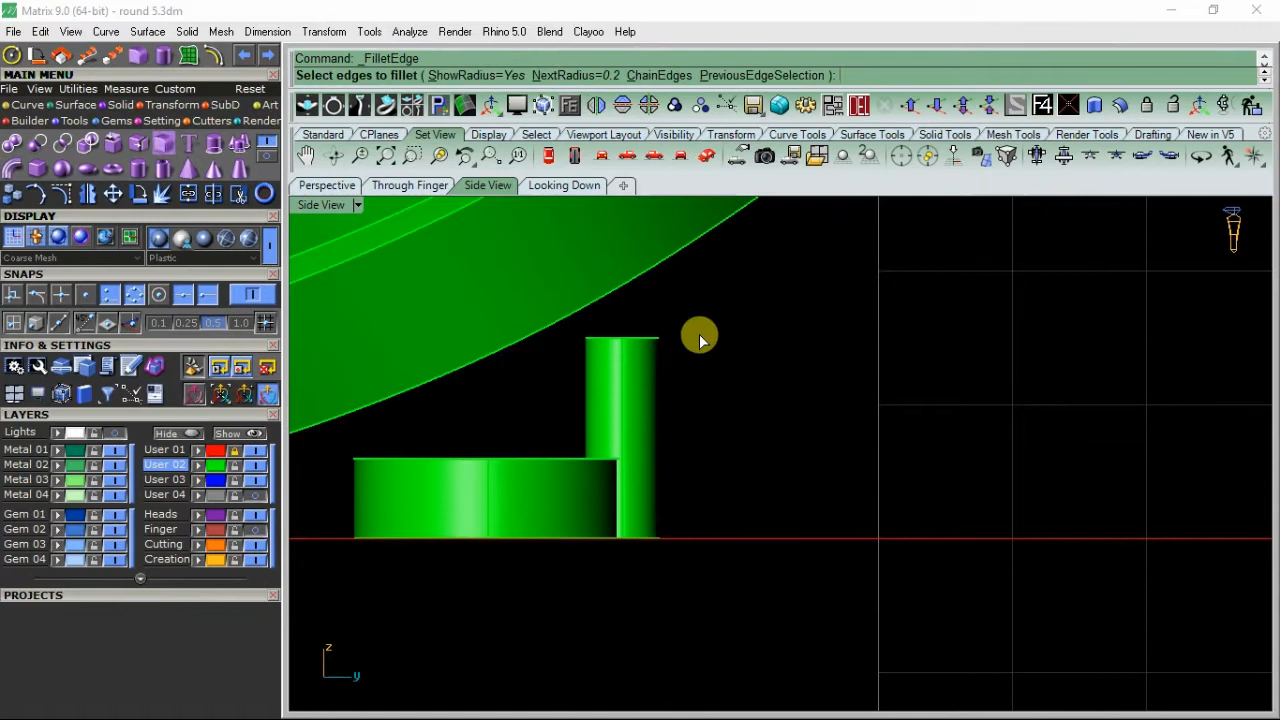 Matrix 9.0 (64-bit) - round 5.3dm
File Edit View Curve Surface Solid Mesh Dimension Transform Tools Analyze Render Rhino 5.0 Blend Clayoo Help
Command: _FilletEdge
Select edges to fillet ( ShowRadius=Yes NextRadius=0.2 ChainEdges PreviousEdgeSelection ):
MAIN MENU
File View Utilities Measure Custom Reset
Curve Surface Solid Transform SubD Art
Builder Tools Gems Setting Cutters Render
Standard CPlanes Set View Display Select Viewport Layout Visibility Transform Curve Tools Surface Tools Solid Tools Mesh Tools Render Tools Drafting New in V5
Perspective Through Finger Side View Looking Down
Side View
DISPLAY
Coarse Mesh Plastic
SNAPS
0.1 0.25 0.5 1.0
INFO & SETTINGS
LAYERS
Lights Hide Show
Metal 01 User 01
Metal 02 User 02
Metal 03 User 03
Metal 04 User 04
Gem 01 Heads
Gem 02 Finger
Gem 03 Cutting
Gem 04 Creation
PROJECTS
F4
z
y